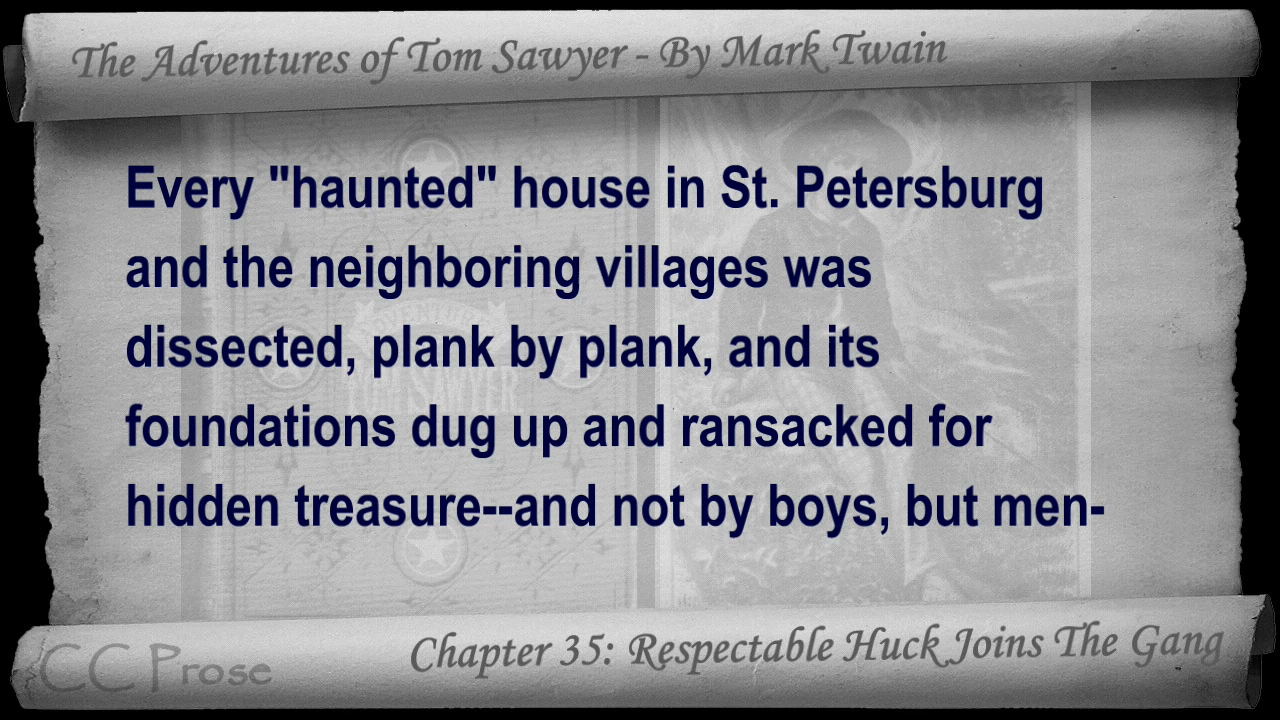 The Adventures of Tom Sawyer - By Mark Twain
Every "haunted" house in St. Petersburg
and the neighboring villages was
dissected, plank by plank, and its
foundations dug up and ransacked for
hidden treasure--and not by boys, but men-
Chapter 35: Respectable Huck Joins The Gang
CC Prose